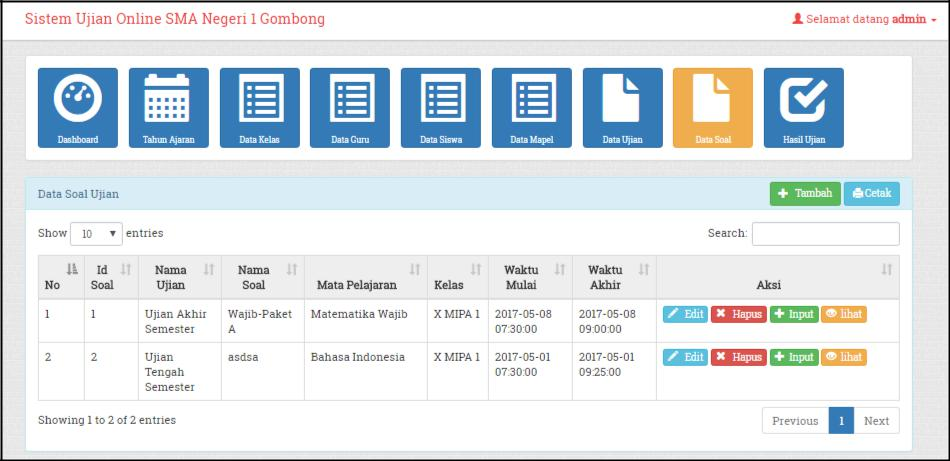 Sistem Ujian Online SMA Negeri 1 Gombong
Selamat datang admin
Dashboard
Tahun Ajaran
Data Kelas
Data Guru
Data Siswa
Data Mapel
Data Ujian
Data Soal
Hasil Ujian
Data Soal Ujian
Tambah
Cetak
Show 10 entries
Search:
No
Id
Soal
Nama
Ujian
Nama
Soal
Mata Pelajaran
Kelas
Waktu
Mulai
Waktu
Akhir
Aksi
1
1
Ujian Akhir
Semester
Wajib-Paket
A
Matematika Wajib
X MIPA 1
2017-05-08
07:30:00
2017-05-08
09:00:00
Edit
Hapus
Input
lihat
2
2
Ujian
Tengah
Semester
asdsa
Bahasa Indonesia
X MIPA 1
2017-05-01
07:30:00
2017-05-01
09:25:00
Edit
Hapus
Input
lihat
Showing 1 to 2 of 2 entries
Previous
1
Next